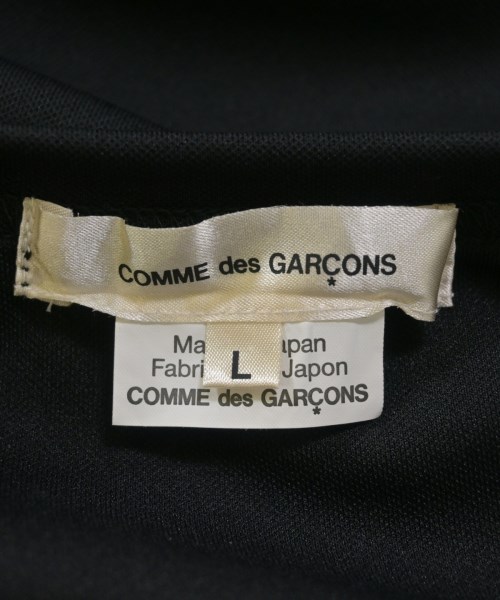 COMME des GARÇONS
Ma apan
L
Fabri Japon
COMME des GARÇONS